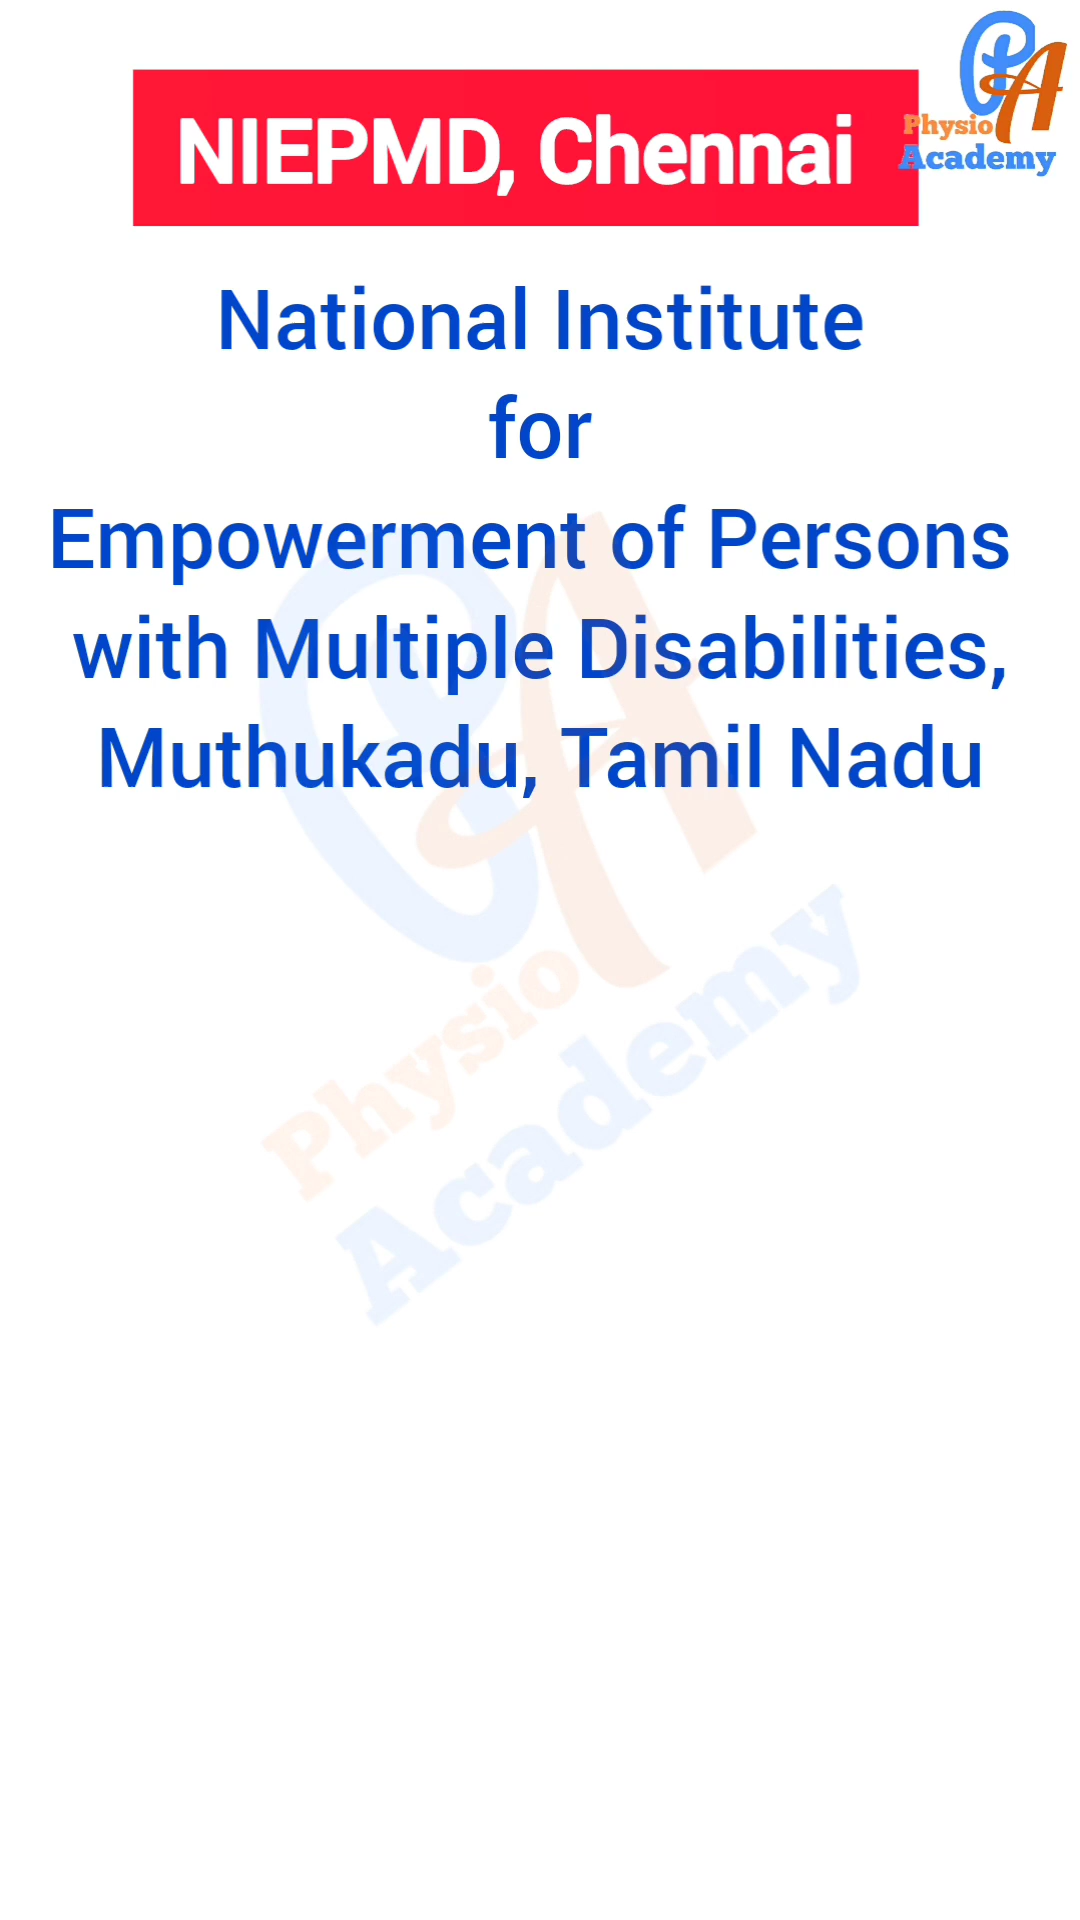 NIEPMD, Chennai
Physio
Academy
National Institute
for
Empowerment of Persons
with Multiple Disabilities,
Muthukadu, Tamil Nadu
Physio
Academy